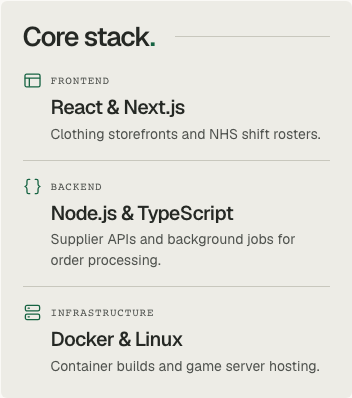 Core stack.
FRONTEND
React & Next.js
Clothing storefronts and NHS shift rosters.
BACKEND
Node.js & TypeScript
Supplier APIs and background jobs for
order processing.
INFRASTRUCTURE
Docker & Linux
Container builds and game server hosting.